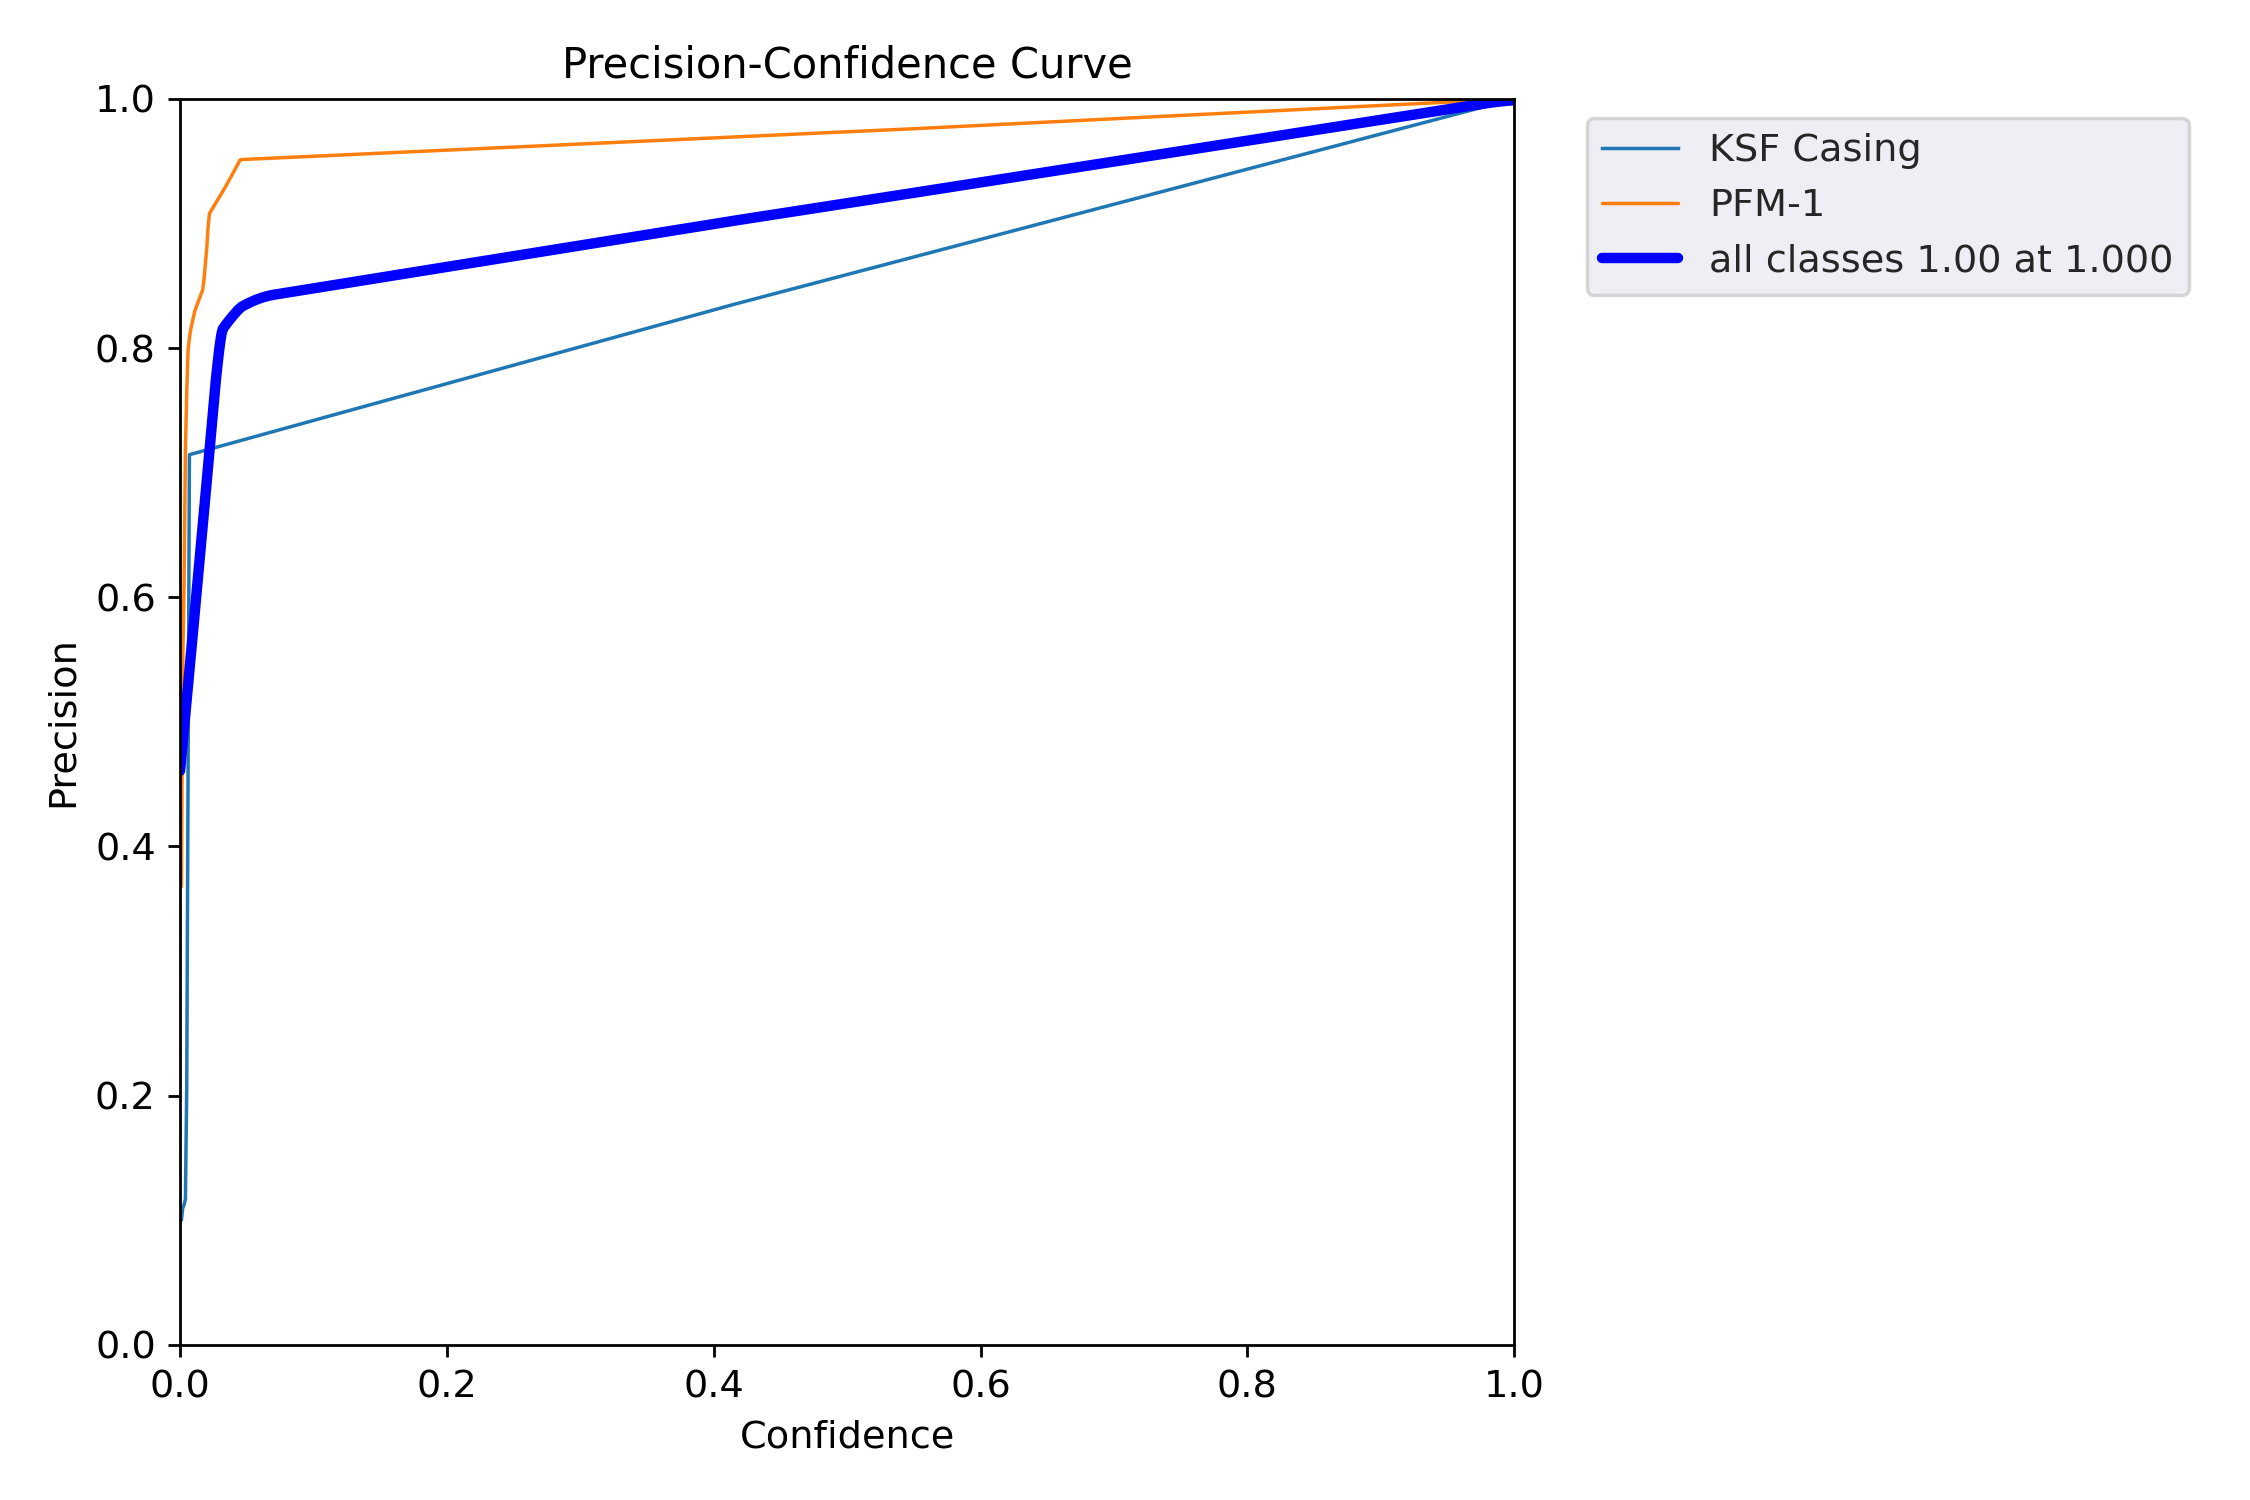 Precision-Confidence Curve
1.0
0.8
0.6
0.4
0.2
0.0
Precision
0.0 0.2 0.4 0.6 0.8 1.0
Confidence
KSF Casing
PFM-1
all classes 1.00 at 1.000